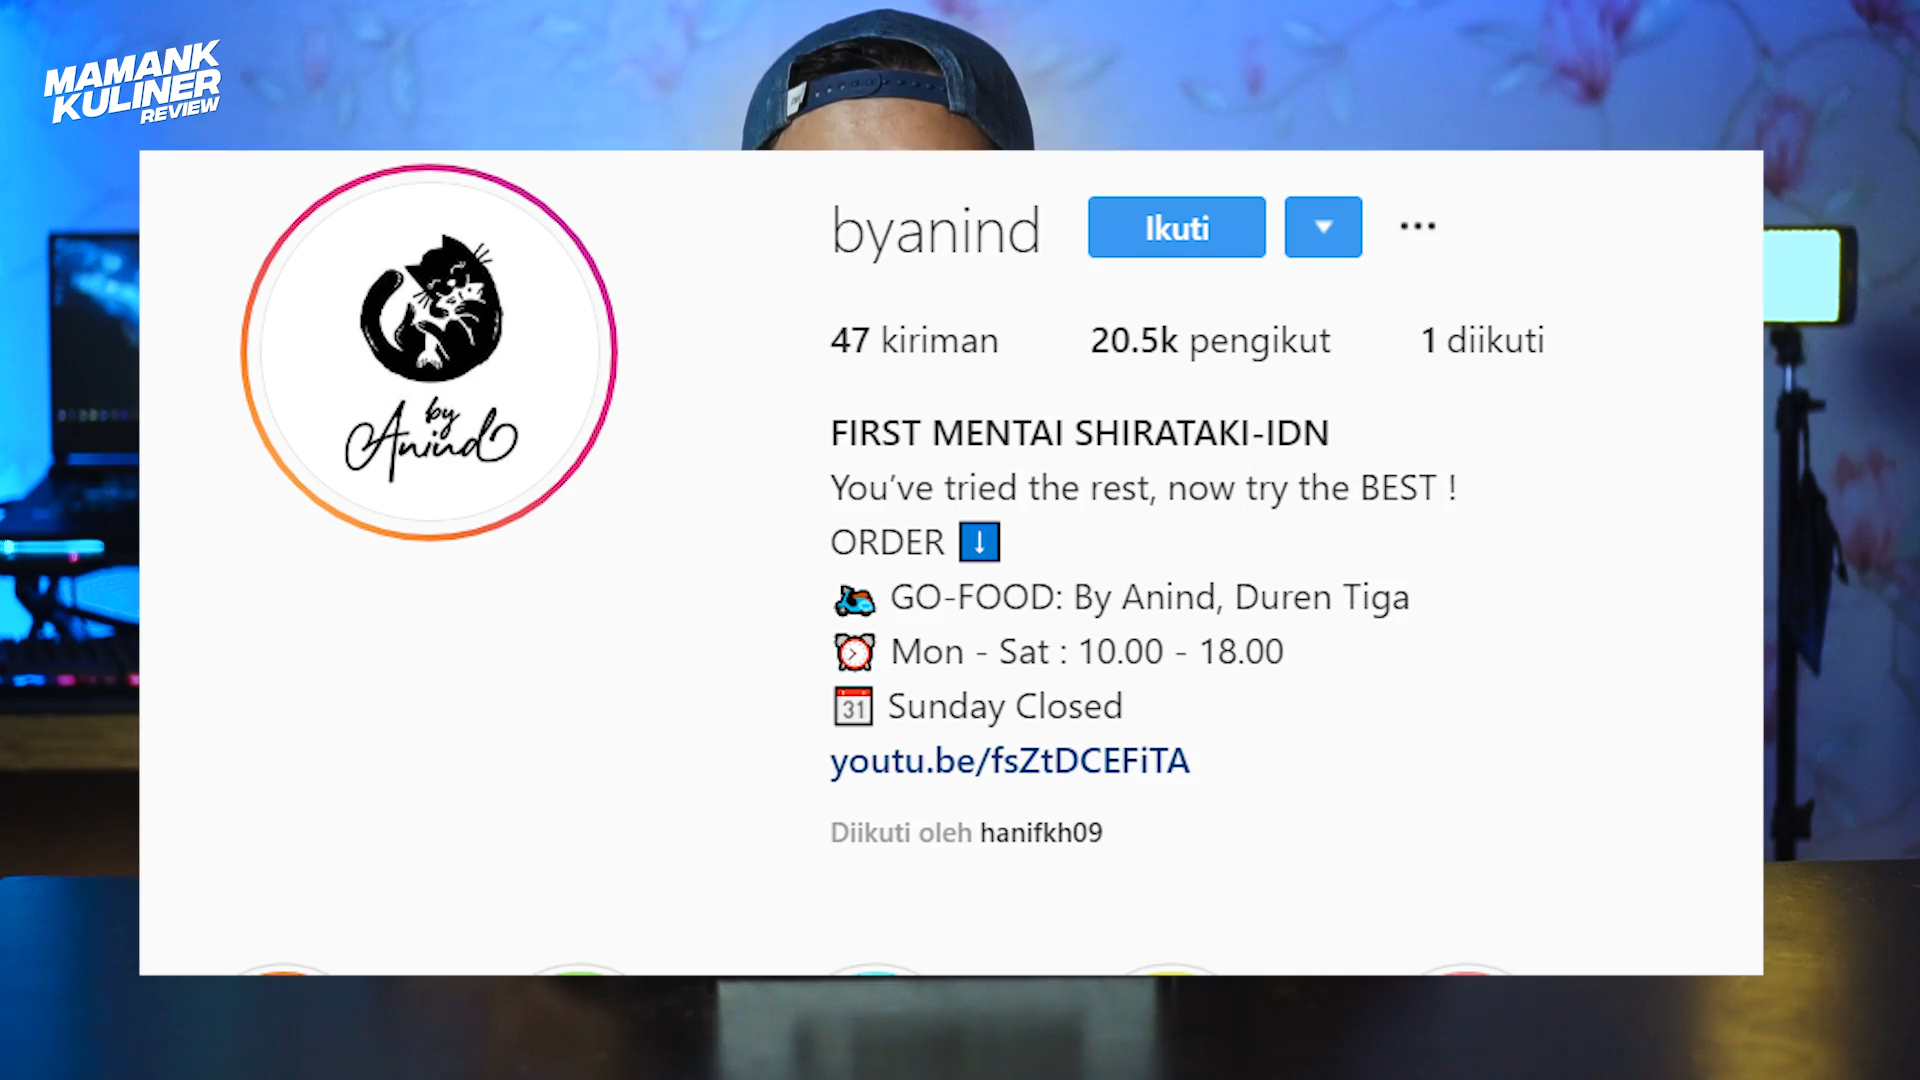 MAMANK
KULINER
REVIEW
by
Anind
byanind
Ikuti
47 kiriman
20.5k pengikut
1 diikuti
FIRST MENTAI SHIRATAKI-IDN
You’ve tried the rest, now try the BEST !
ORDER
GO-FOOD: By Anind, Duren Tiga
Mon - Sat : 10.00 - 18.00
31 Sunday Closed
youtu.be/fsZtDCEFiTA
Diikuti oleh hanifkh09